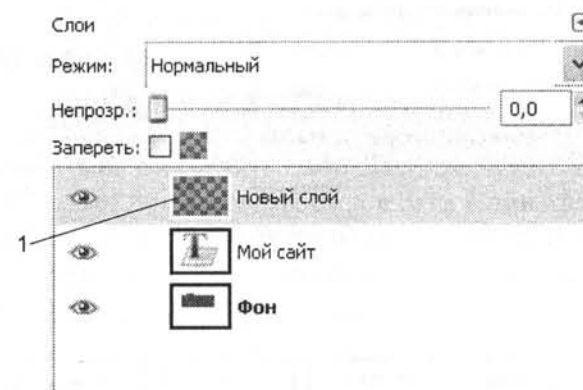 Слои
Режим: Нормальный
Непрозр.: 0,0
Запереть:
Новый слой
1
Мой сайт
Фон